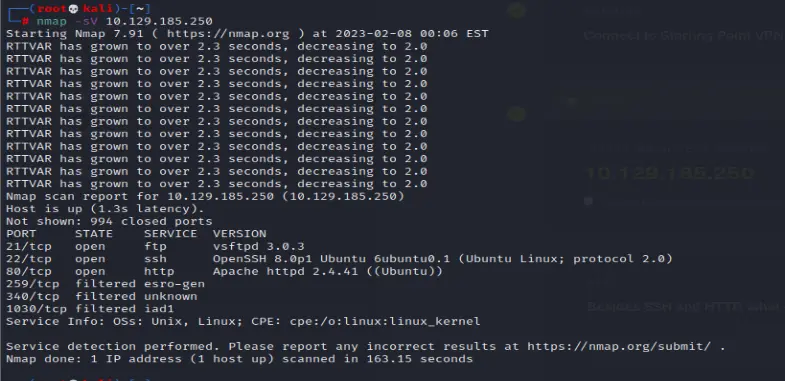 ┌──(root💀kali)-[~]
└─# nmap -sV 10.129.185.250
Starting Nmap 7.91 ( https://nmap.org ) at 2023-02-08 00:06 EST
RTTVAR has grown to over 2.3 seconds, decreasing to 2.0
RTTVAR has grown to over 2.3 seconds, decreasing to 2.0
RTTVAR has grown to over 2.3 seconds, decreasing to 2.0
RTTVAR has grown to over 2.3 seconds, decreasing to 2.0
RTTVAR has grown to over 2.3 seconds, decreasing to 2.0
RTTVAR has grown to over 2.3 seconds, decreasing to 2.0
RTTVAR has grown to over 2.3 seconds, decreasing to 2.0
RTTVAR has grown to over 2.3 seconds, decreasing to 2.0
RTTVAR has grown to over 2.3 seconds, decreasing to 2.0
RTTVAR has grown to over 2.3 seconds, decreasing to 2.0
RTTVAR has grown to over 2.3 seconds, decreasing to 2.0
RTTVAR has grown to over 2.3 seconds, decreasing to 2.0
Nmap scan report for 10.129.185.250 (10.129.185.250)
Host is up (1.3s latency).
Not shown: 994 closed ports
PORT     STATE    SERVICE  VERSION
21/tcp   open     ftp      vsftpd 3.0.3
22/tcp   open     ssh      OpenSSH 8.0p1 Ubuntu 6ubuntu0.1 (Ubuntu Linux; protocol 2.0)
80/tcp   open     http     Apache httpd 2.4.41 ((Ubuntu))
259/tcp  filtered esro-gen
340/tcp  filtered unknown
1030/tcp filtered iad1
Service Info: OSs: Unix, Linux; CPE: cpe:/o:linux:linux_kernel
Service detection performed. Please report any incorrect results at https://nmap.org/submit/ .
Nmap done: 1 IP address (1 host up) scanned in 163.15 seconds
Connect to Starting Point VPN
10.129.185.250
Besides SSH and HTTP what